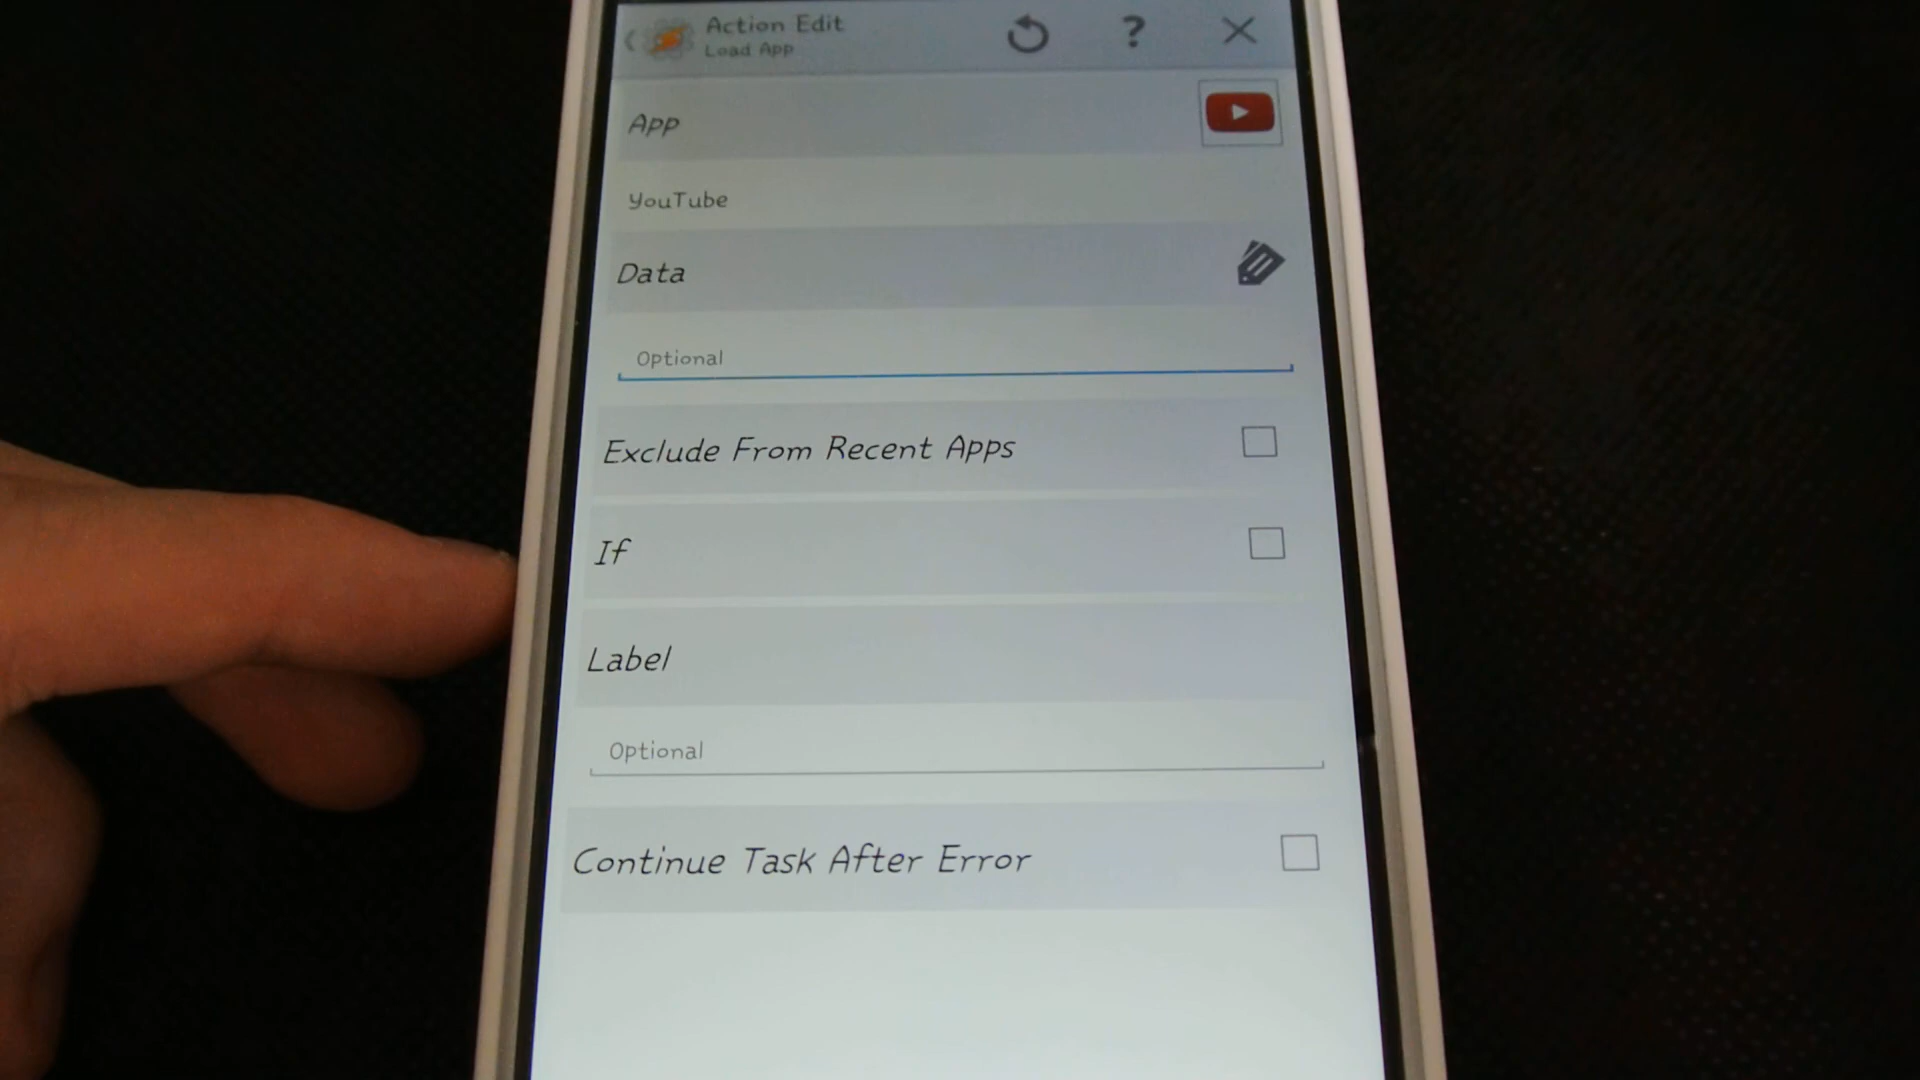 Action Edit
Load App
?
App
YouTube
Data
Optional
Exclude From Recent Apps
If
Label
Optional
Continue Task After Error